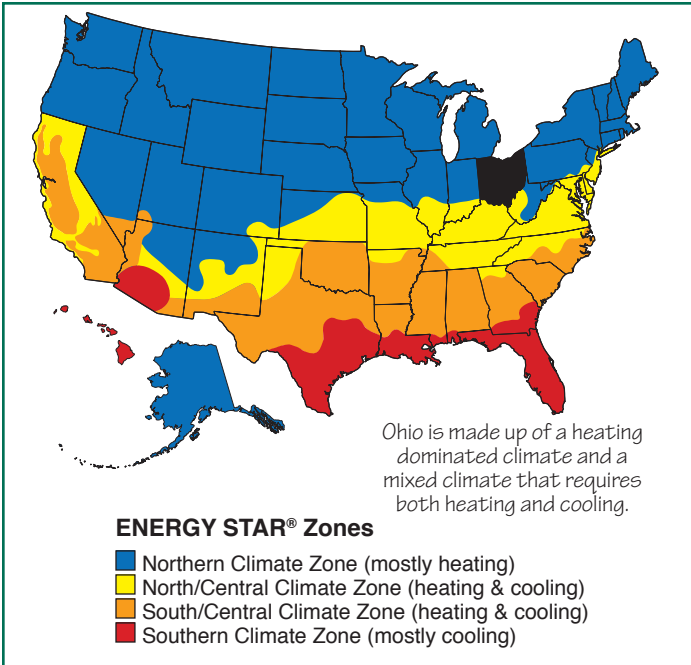 Ohio is made up of a heating
dominated climate and a
mixed climate that requires
both heating and cooling.
ENERGY STAR® Zones
Northern Climate Zone (mostly heating)
North/Central Climate Zone (heating & cooling)
South/Central Climate Zone (heating & cooling)
Southern Climate Zone (mostly cooling)